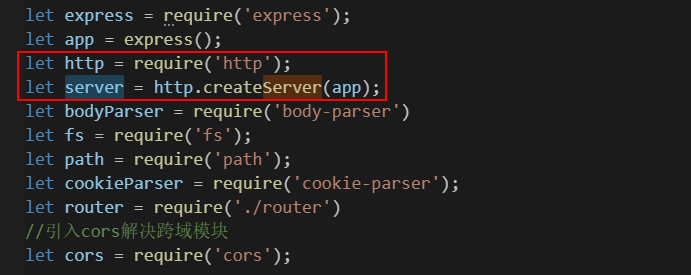 let express = require('express');
let app = express();
let http = require('http');
let server = http.createServer(app);
let bodyParser = require('body-parser')
let fs = require('fs');
let path = require('path');
let cookieParser = require('cookie-parser');
let router = require('./router')
//引入cors解决跨域模块
let cors = require('cors');